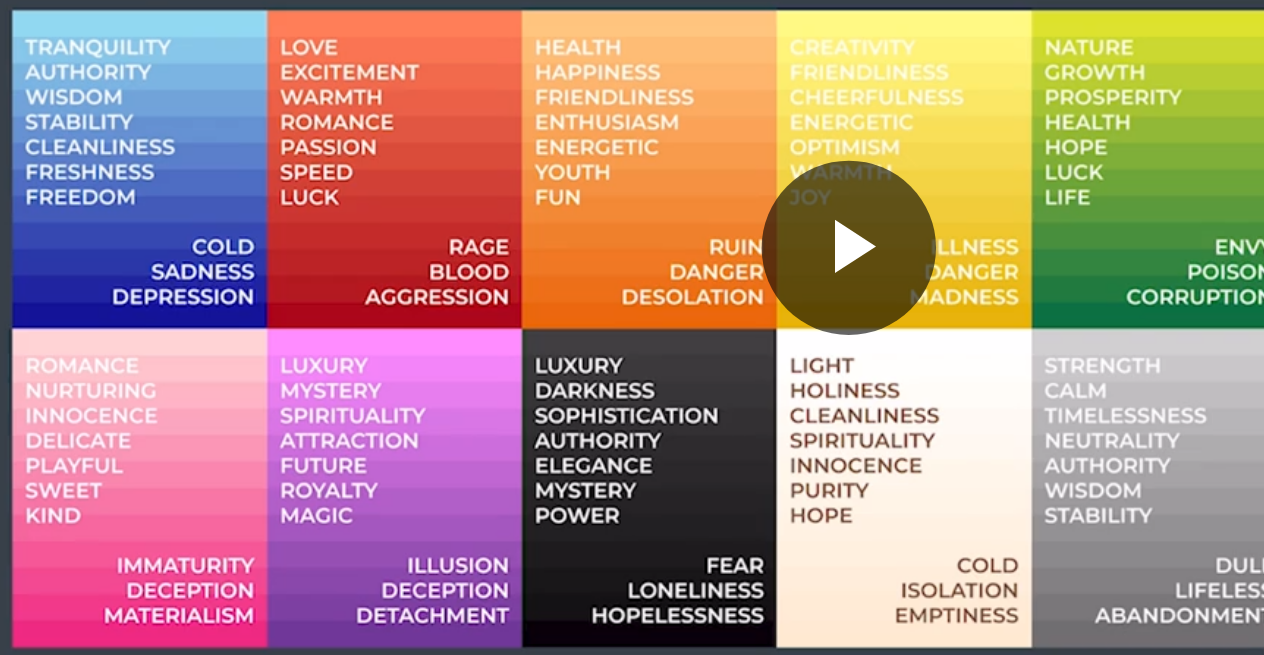 TRANQUILITY
AUTHORITY
WISDOM
STABILITY
CLEANLINESS
FRESHNESS
FREEDOM
COLD
SADNESS
DEPRESSION
LOVE
EXCITEMENT
WARMTH
ROMANCE
PASSION
SPEED
LUCK
RAGE
BLOOD
AGGRESSION
HEALTH
HAPPINESS
FRIENDLINESS
ENTHUSIASM
ENERGETIC
YOUTH
FUN
RUIN
DANGER
DESOLATION
CREATIVITY
FRIENDLINESS
CHEERFULNESS
ENERGETIC
OPTIMISM
WARMTH
JOY
ILLNESS
DANGER
MADNESS
NATURE
GROWTH
PROSPERITY
HEALTH
HOPE
LUCK
LIFE
ENVY
POISON
CORRUPTION
ROMANCE
NURTURING
INNOCENCE
DELICATE
PLAYFUL
SWEET
KIND
IMMATURITY
DECEPTION
MATERIALISM
LUXURY
MYSTERY
SPIRITUALITY
ATTRACTION
FUTURE
ROYALTY
MAGIC
ILLUSION
DECEPTION
DETACHMENT
LUXURY
DARKNESS
SOPHISTICATION
AUTHORITY
ELEGANCE
MYSTERY
POWER
FEAR
LONELINESS
HOPELESSNESS
LIGHT
HOLINESS
CLEANLINESS
SPIRITUALITY
INNOCENCE
PURITY
HOPE
COLD
ISOLATION
EMPTINESS
STRENGTH
CALM
TIMELESSNESS
NEUTRALITY
AUTHORITY
WISDOM
STABILITY
DULL
LIFELESS
ABANDONMENT